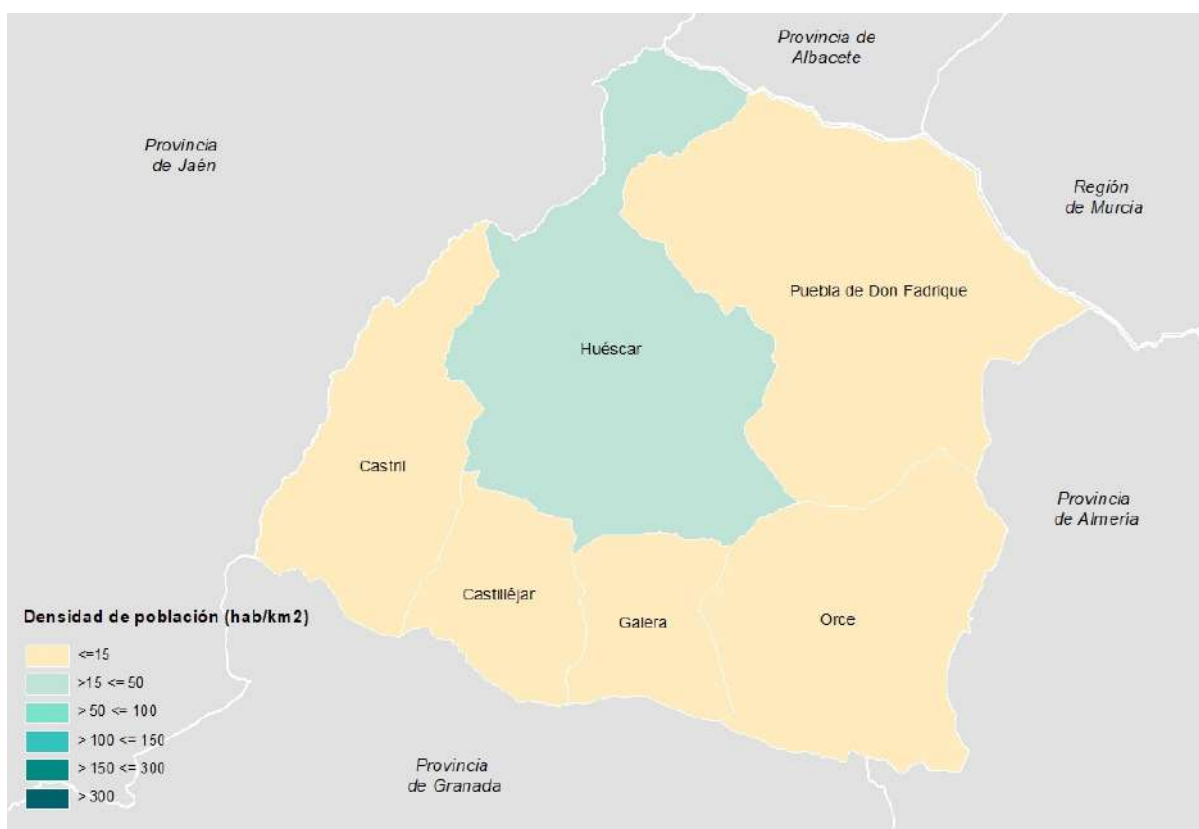 Provincia de
Albacete
Provincia
de Jaén
Región
de Murcia
Puebla de Don Fadrique
Huéscar
Castril
Provincia
de Almería
Castilléjar
Galera
Orce
Densidad de población (hab/km2)
<=15
>15 <= 50
> 50 <= 100
> 100 <= 150
> 150 <= 300
> 300
Provincia
de Granada